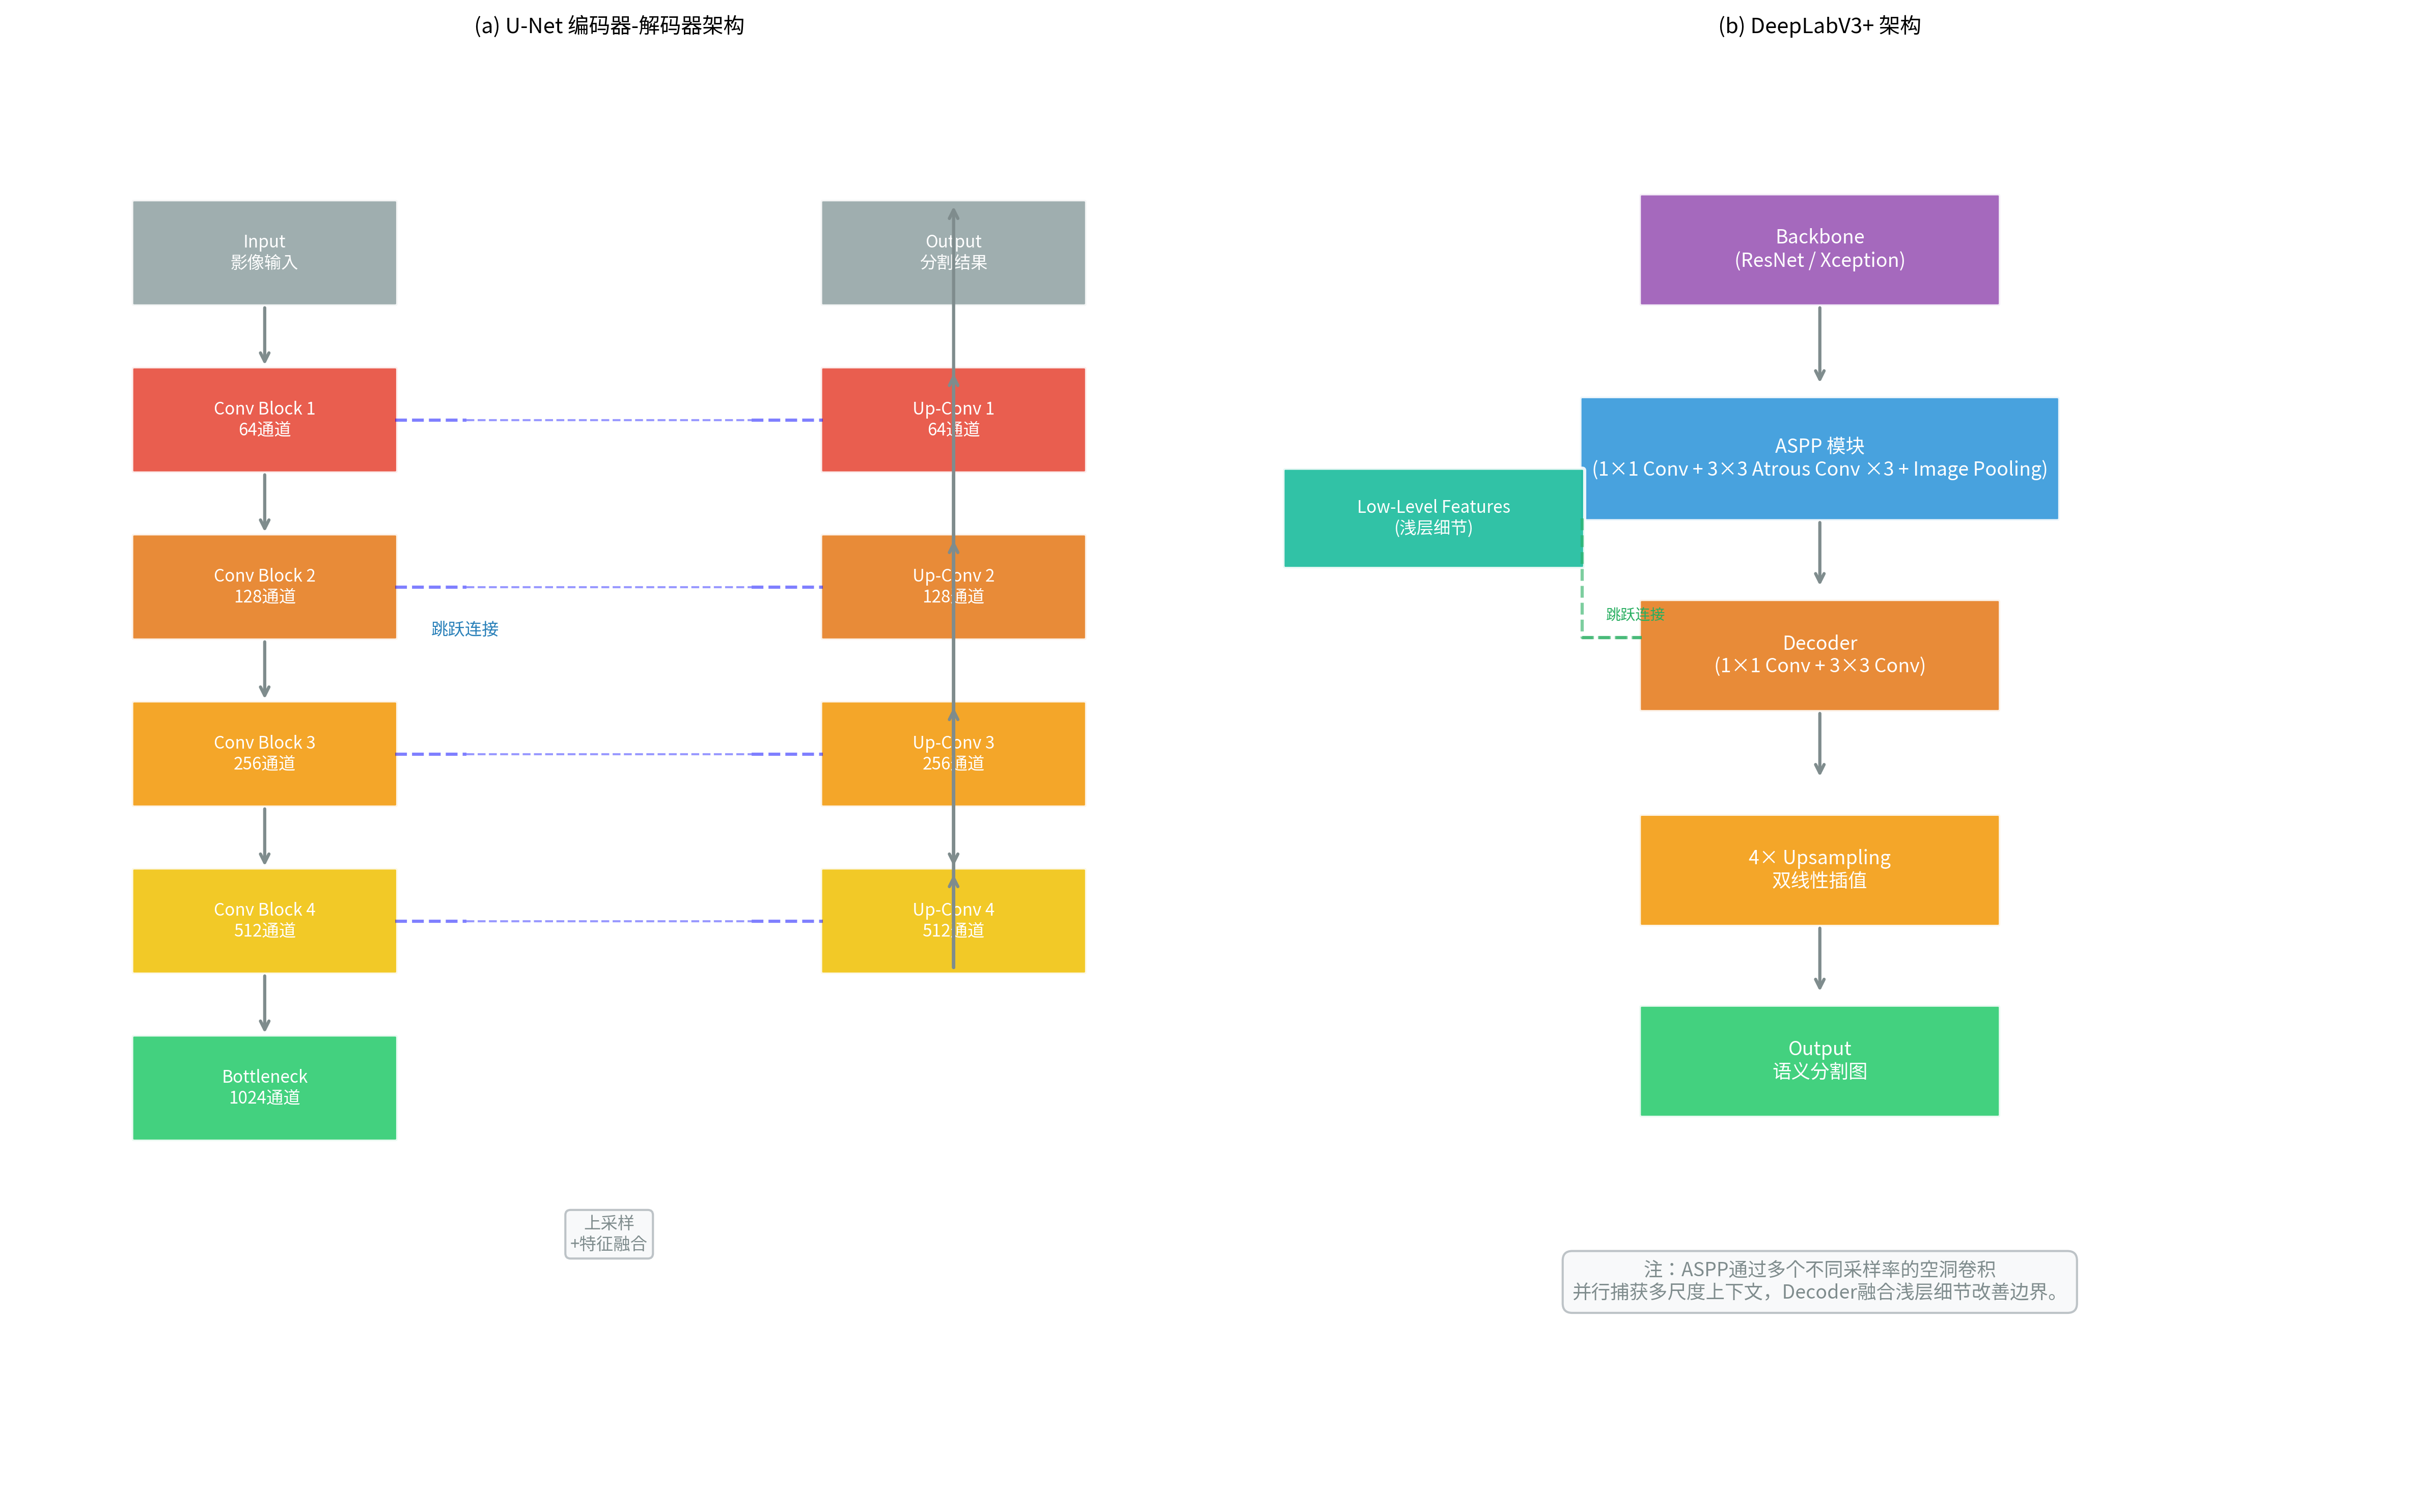 (a) U-Net 编码器-解码器架构
Input
影像输入
Conv Block 1
64通道
Conv Block 2
128通道
Conv Block 3
256通道
Conv Block 4
512通道
Bottleneck
1024通道
跳跃连接
Output
分割结果
Up-Conv 1
64通道
Up-Conv 2
128通道
Up-Conv 3
256通道
Up-Conv 4
512通道
上采样
+特征融合
(b) DeepLabV3+ 架构
Backbone
(ResNet / Xception)
ASPP 模块
(1×1 Conv + 3×3 Atrous Conv ×3 + Image Pooling)
Low-Level Features
(浅层细节)
跳跃连接
Decoder
(1×1 Conv + 3×3 Conv)
4× Upsampling
双线性插值
Output
语义分割图
注：ASPP通过多个不同采样率的空洞卷积
并行捕获多尺度上下文，Decoder融合浅层细节改善边界。